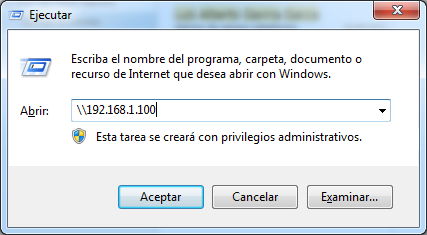 Ejecutar
Escriba el nombre del programa, carpeta, documento o
recurso de Internet que desea abrir con Windows.
Abrir:
\\192.168.1.100
Esta tarea se creará con privilegios administrativos.
Aceptar
Cancelar
Examinar...